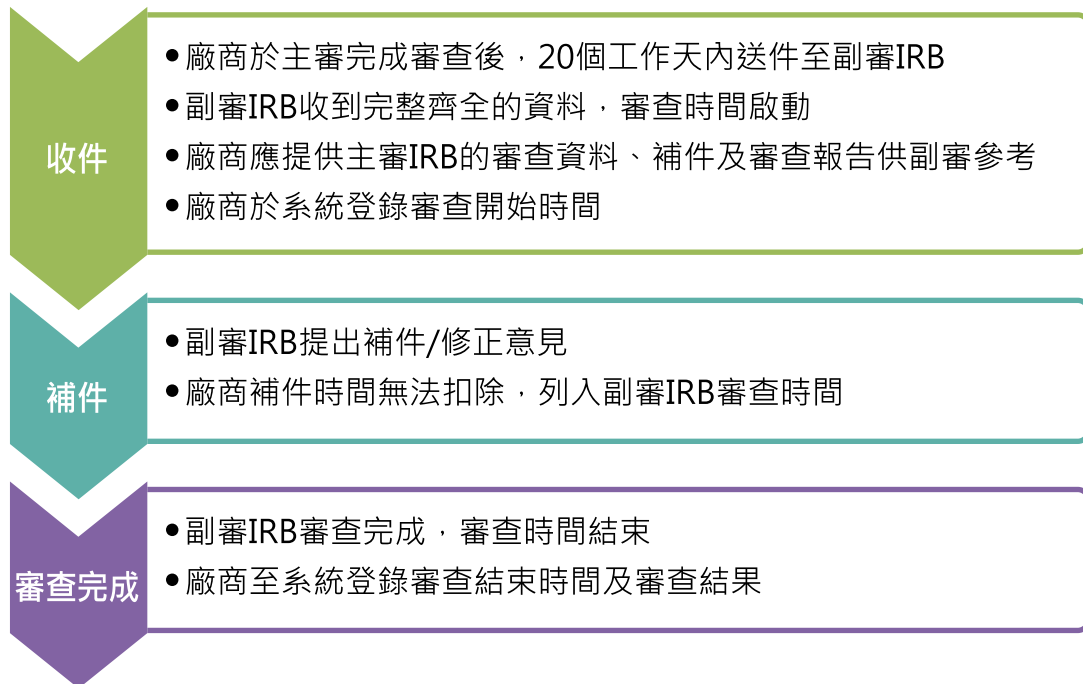 收件
•廠商於主審完成審查後，20個工作天內送件至副審IRB
•副審IRB收到完整齊全的資料，審查時間啟動
•廠商應提供主審IRB的審查資料、補件及審查報告供副審參考
•廠商於系統登錄審查開始時間
補件
•副審IRB提出補件/修正意見
•廠商補件時間無法扣除，列入副審IRB審查時間
審查完成
•副審IRB審查完成，審查時間結束
•廠商至系統登錄審查結束時間及審查結果